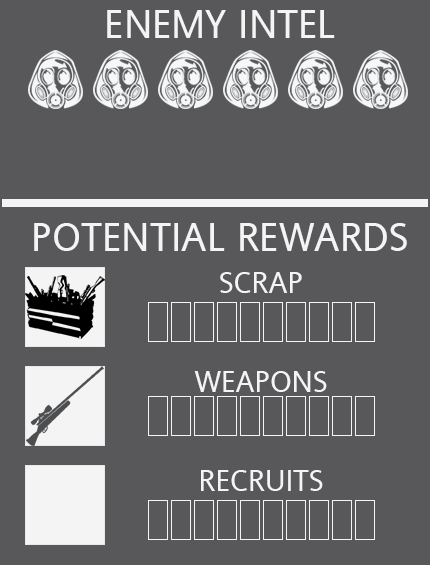 ENEMY INTEL
POTENTIAL REWARDS
SCRAP
WEAPONS
RECRUITS